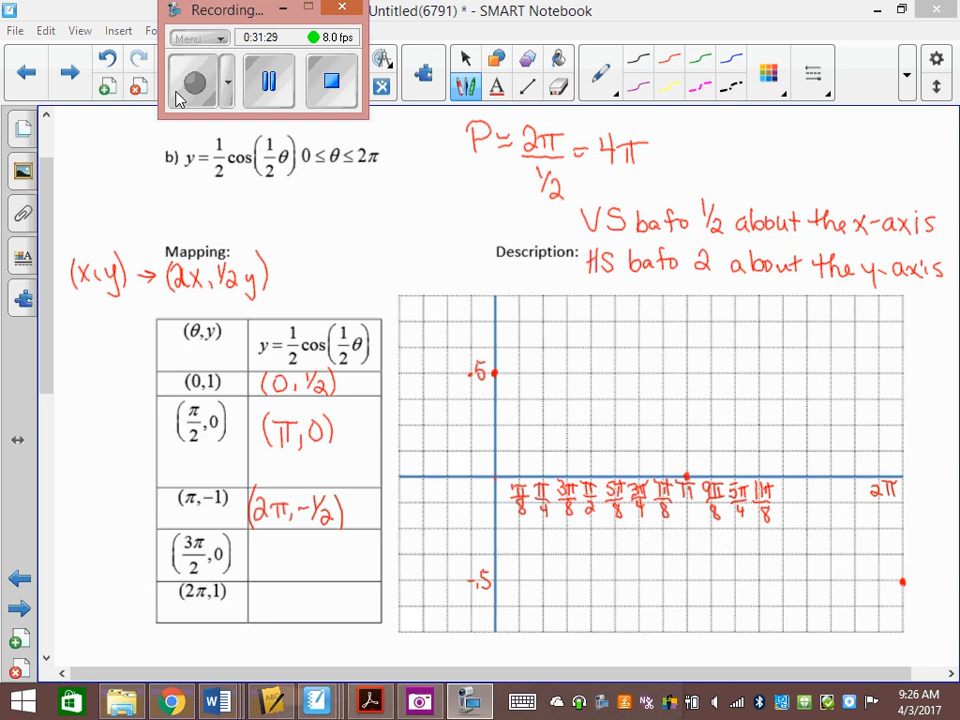 Recording...
Untitled(6791) * - SMART Notebook
Menu
0:31:29
8.0 fps
File Edit View Insert Fo
b) y = 1/2 cos(1/2 θ) 0 ≤ θ ≤ 2π
P = 2π / 1/2 = 4π
VS bafo 1/2 about the x-axis
Mapping:
Description:
HS bafo 2 about the y-axis
(x,y) → (2x, 1/2 y)
(θ,y)
y = 1/2 cos(1/2 θ)
(0,1)
(0, 1/2)
(π/2, 0)
(π, 0)
(π,−1)
(2π, −1/2)
(3π/2, 0)
(2π,1)
.5
π/8 π/4 3π/8 π/2 5π/8 3π/4 7π/8 π 9π/8 5π/4 11π/8 2π
-.5
9:26 AM
4/3/2017